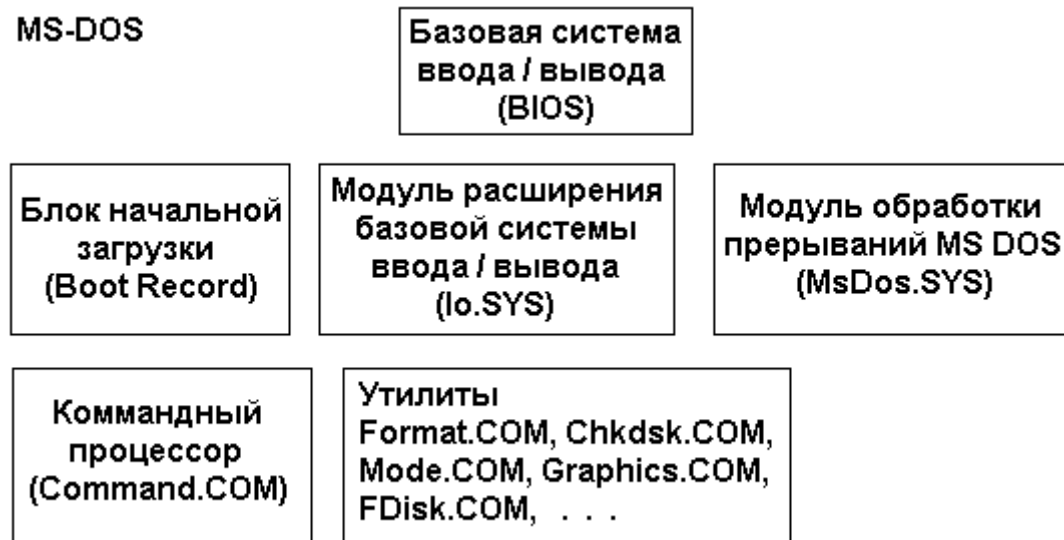 MS-DOS
Базовая система
ввода / вывода
(BIOS)
Блок начальной
загрузки
(Boot Record)
Модуль расширения
базовой системы
ввода / вывода
(Io.SYS)
Модуль обработки
прерываний MS DOS
(MsDos.SYS)
Коммандный
процессор
(Command.COM)
Утилиты
Format.COM, Chkdsk.COM,
Mode.COM, Graphics.COM,
FDisk.COM, . . .